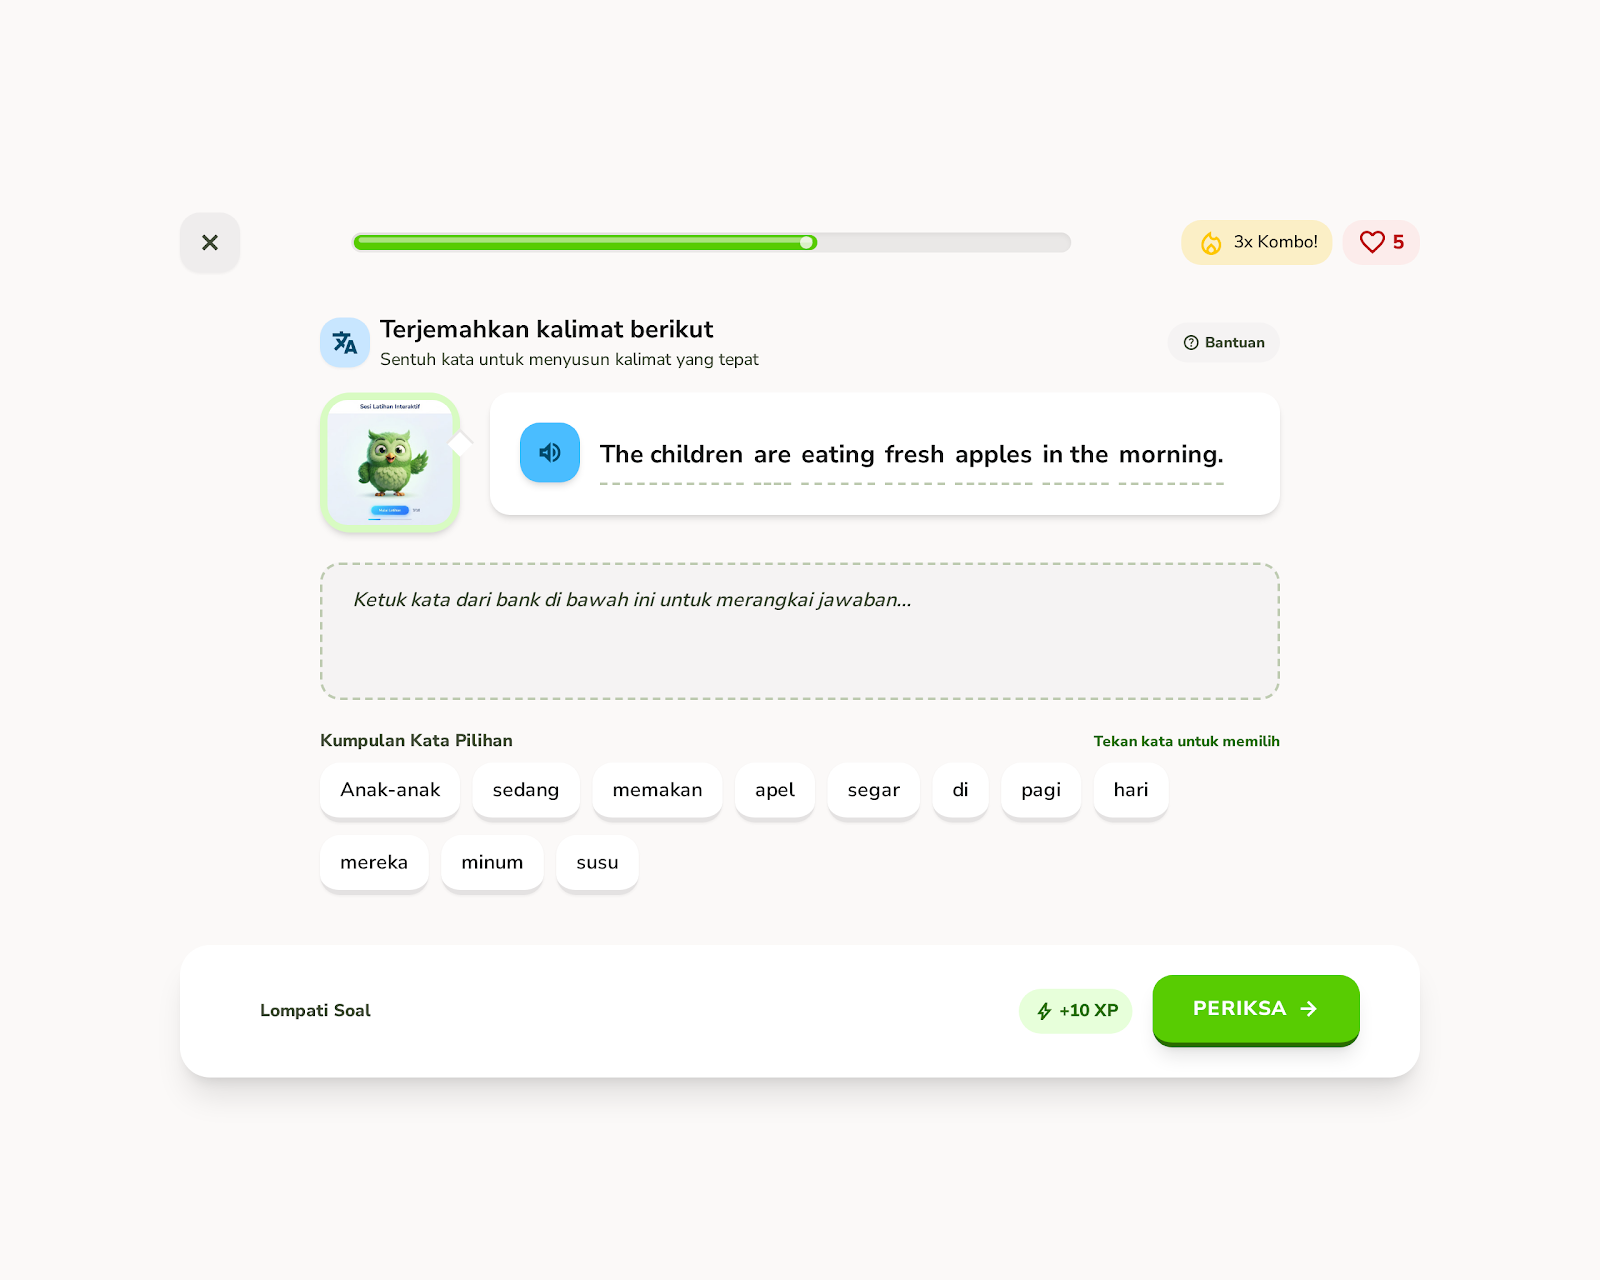 3x Kombo!
5
Terjemahkan kalimat berikut
Sentuh kata untuk menyusun kalimat yang tepat
Bantuan
Sesi Latihan Interaktif
The children are eating fresh apples in the morning.
Ketuk kata dari bank di bawah ini untuk merangkai jawaban...
Kumpulan Kata Pilihan
Tekan kata untuk memilih
Anak-anak sedang memakan apel segar di pagi hari
mereka minum susu
Lompati Soal
+10 XP
PERIKSA →